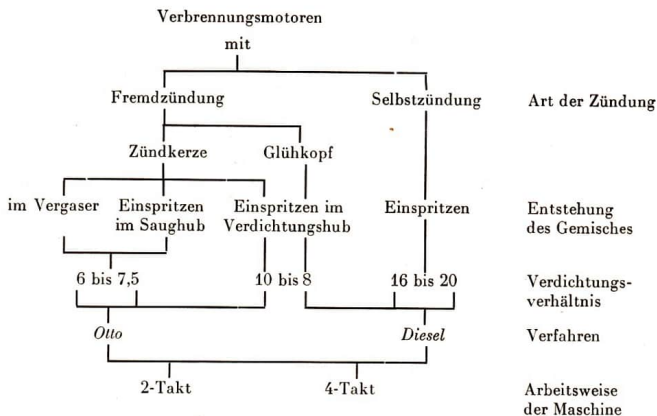 Verbrennungsmotoren
mit
Fremdzündung Selbstzündung Art der Zündung
Zündkerze Glühkopf
im Vergaser Einspritzen im Saughub Einspritzen im Verdichtungshub Einspritzen Entstehung des Gemisches
6 bis 7,5 10 bis 8 16 bis 20 Verdichtungs-
verhältnis
Otto Diesel Verfahren
2-Takt 4-Takt Arbeitsweise
der Maschine